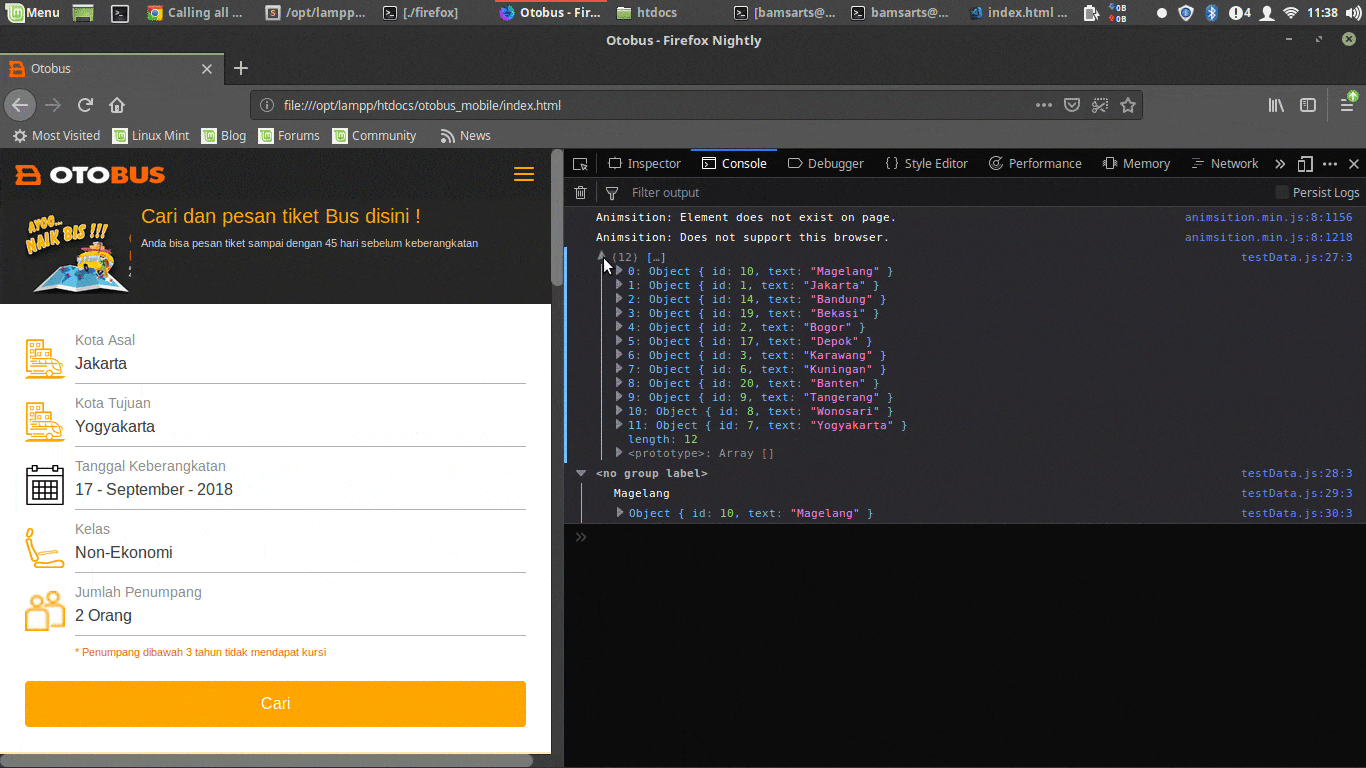 Menu Calling all ... /opt/lampp... [./firefox] Otobus - Fir... htdocs [bamsarts@... bamsarts@... index.html ... 0B 0B 4 11:38
Otobus - Firefox Nightly
Otobus
file:///opt/lampp/htdocs/otobus_mobile/index.html
Most Visited Linux Mint Blog Forums Community News
OTOBUS
AYOO...
NAIK BIS !!!
Cari dan pesan tiket Bus disini !
Anda bisa pesan tiket sampai dengan 45 hari sebelum keberangkatan
Kota Asal
Jakarta
Kota Tujuan
Yogyakarta
Tanggal Keberangkatan
17 - September - 2018
Kelas
Non-Ekonomi
Jumlah Penumpang
2 Orang
* Penumpang dibawah 3 tahun tidak mendapat kursi
Cari
Inspector Console Debugger {} Style Editor Performance Memory Network
Filter output Persist Logs
Animsition: Element does not exist on page. animsition.min.js:8:1156
Animsition: Does not support this browser. animsition.min.js:8:1218
(12) […] testData.js:27:3
0: Object { id: 10, text: "Magelang" }
1: Object { id: 1, text: "Jakarta" }
2: Object { id: 14, text: "Bandung" }
3: Object { id: 19, text: "Bekasi" }
4: Object { id: 2, text: "Bogor" }
5: Object { id: 17, text: "Depok" }
6: Object { id: 3, text: "Karawang" }
7: Object { id: 6, text: "Kuningan" }
8: Object { id: 20, text: "Banten" }
9: Object { id: 9, text: "Tangerang" }
10: Object { id: 8, text: "Wonosari" }
11: Object { id: 7, text: "Yogyakarta" }
length: 12
<prototype>: Array []
<no group label> testData.js:28:3
Magelang testData.js:29:3
Object { id: 10, text: "Magelang" } testData.js:30:3